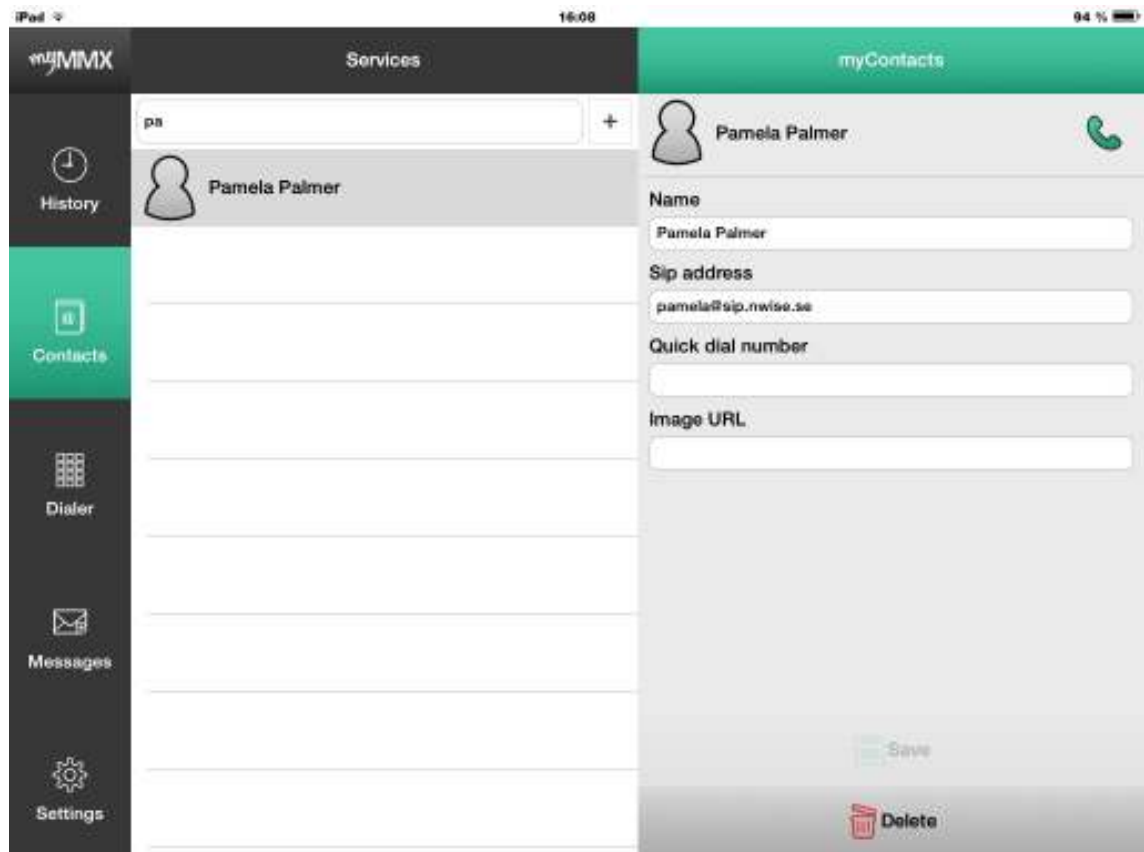 iPad
16:08
94 %
myMMX
Services
myContacts
pa
+
Pamela Palmer
Pamela Palmer
History
Contacts
Dialer
Messages
Settings
Name
Pamela Palmer
Sip address
pamela@sip.nwise.se
Quick dial number
Image URL
Save
Delete